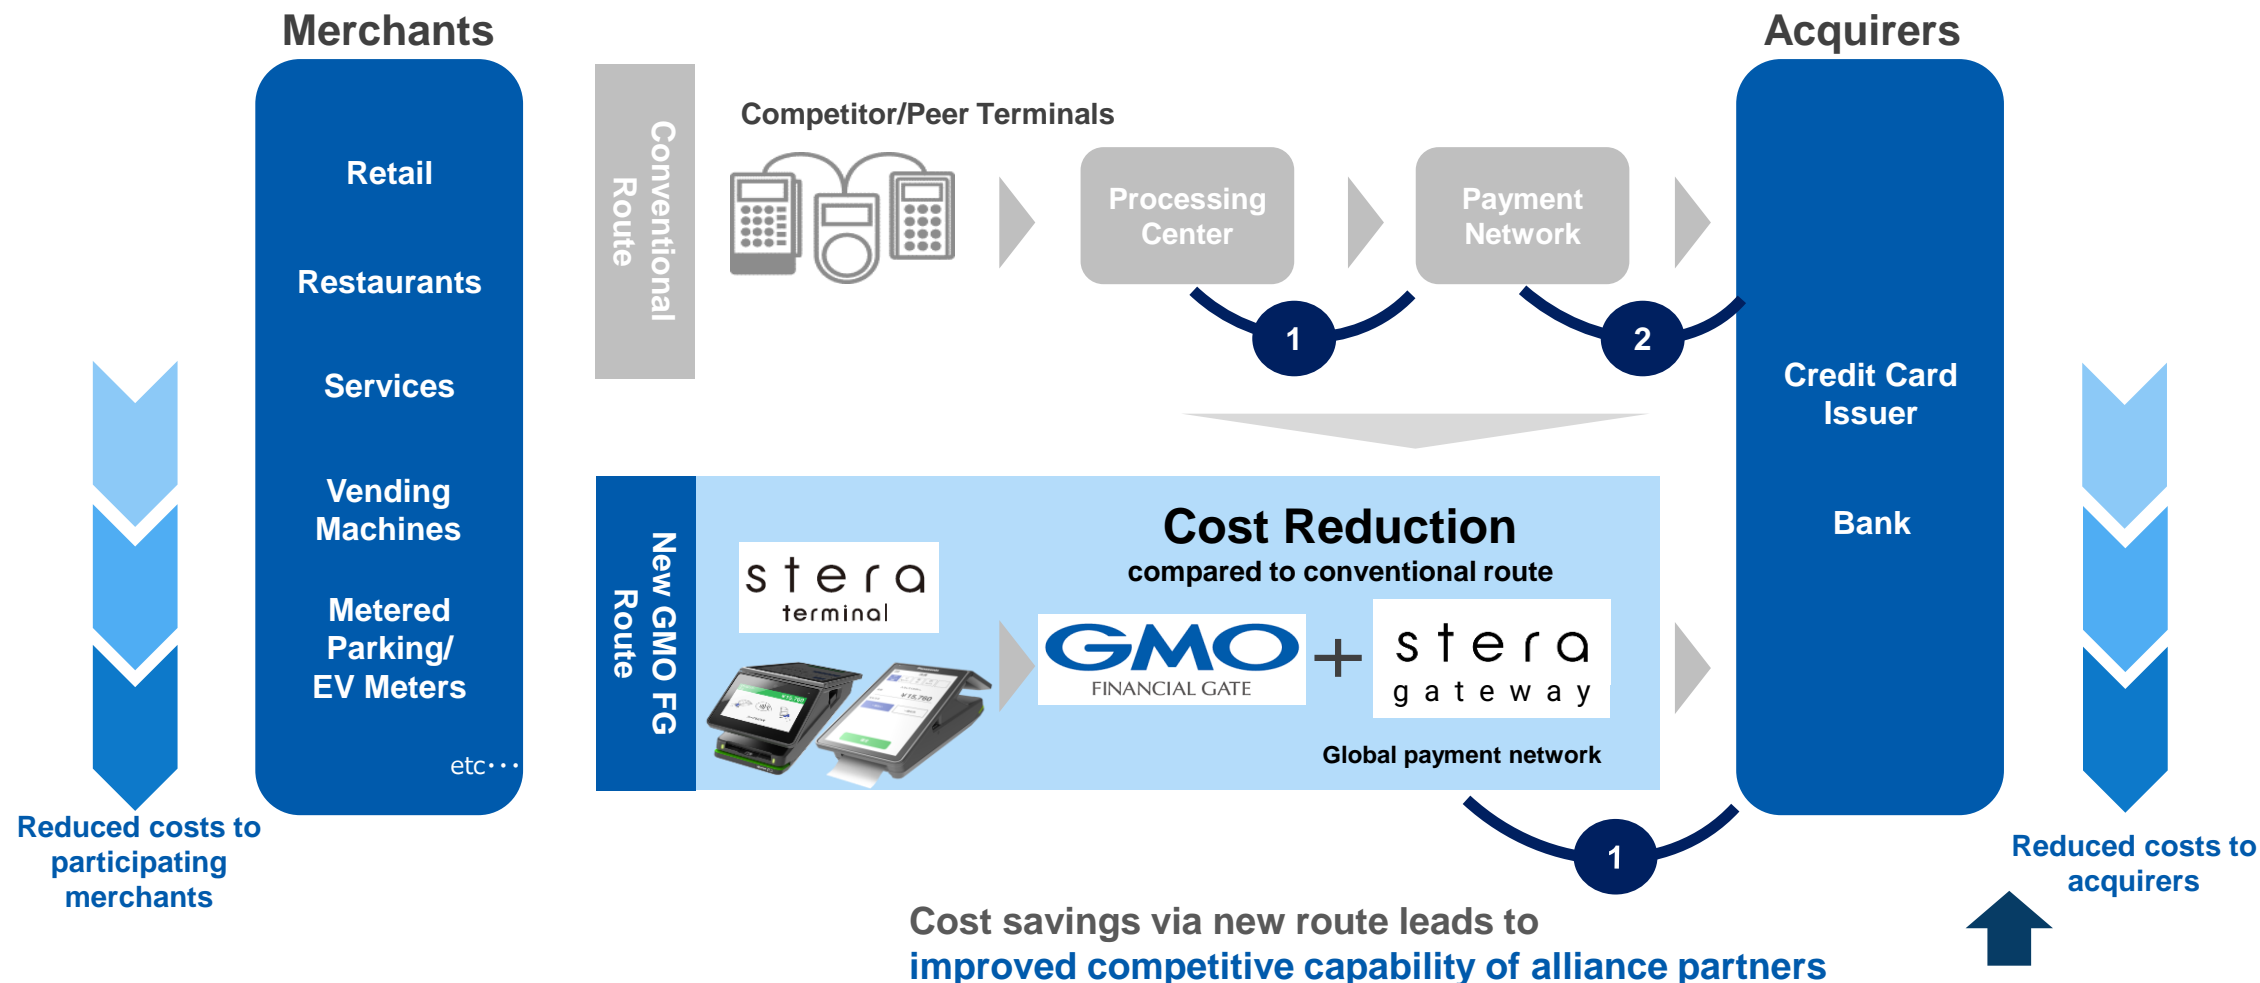 Merchants
Acquirers
Retail
Restaurants
Services
Vending
Machines
Metered
Parking/
EV Meters
etc･･･
Conventional
Route
Competitor/Peer Terminals
Processing
Center
Payment
Network
1
2
Credit Card
Issuer
Bank
New GMO FG
Route
stera
terminal
Cost Reduction
compared to conventional route
GMO
FINANCIAL GATE
+
stera
gateway
Global payment network
1
Reduced costs to
participating
merchants
Reduced costs to
acquirers
Cost savings via new route leads to
improved competitive capability of alliance partners